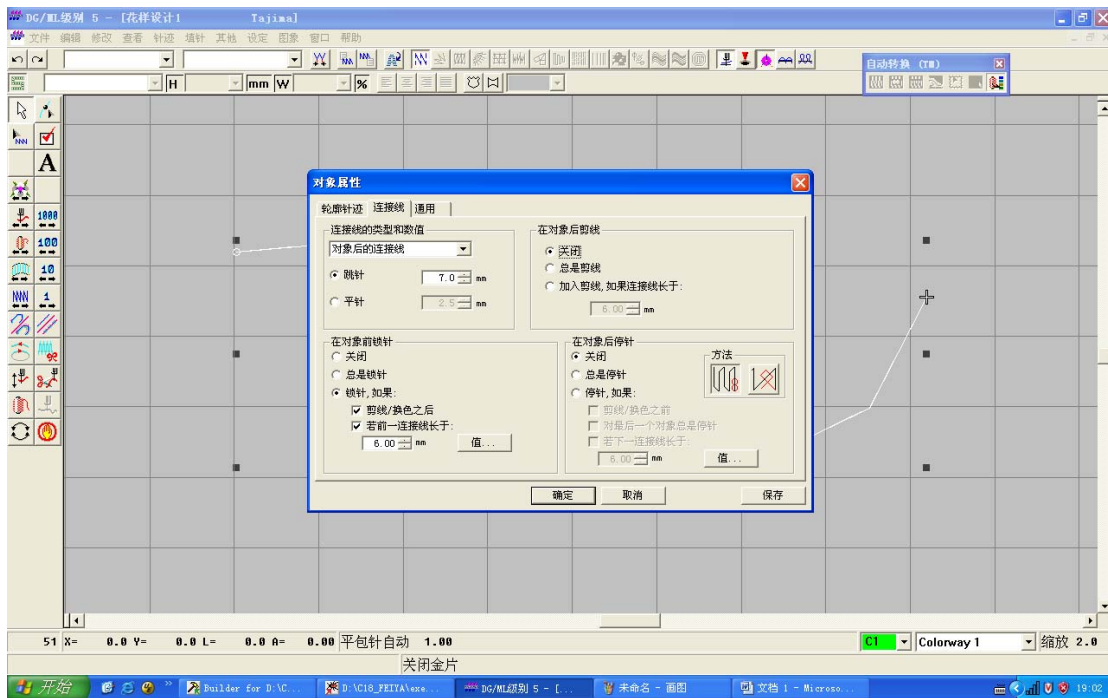 DG/ML级别 5 - [花样设计1 Tajima]
文件 编辑 修改 查看 针迹 填针 其他 设定 图象 窗口 帮助
自动转换 (TM)
H mm W %
A
1000
100
10
1
对象属性
轮廓针迹 连接线 通用
连接线的类型和数值
对象后的连接线
跳针 7.0 mm
平针 2.5 mm
在对象后剪线
关闭
总是剪线
加入剪线,如果连接线长于:
6.00 mm
在对象前锁针
关闭
总是锁针
锁针,如果:
剪线/换色之后
若前一连接线长于:
6.00 mm 值...
在对象后停针
关闭
总是停针
停针,如果:
剪线/换色之前
对最后一个对象总是停针
若下一连接线长于:
6.00 mm 值...
方法
确定 取消 保存
51 X= 0.0 Y= 0.0 L= 0.0 A= 0.00 平包针自动 1.00 C1 Colorway 1 缩放 2.0
关闭金片
开始 Builder for D:\C... D:\C18_FEIYA\exe... DG/ML级别 5 - [... 未命名 - 画图 文档 1 - Microso... 19:02